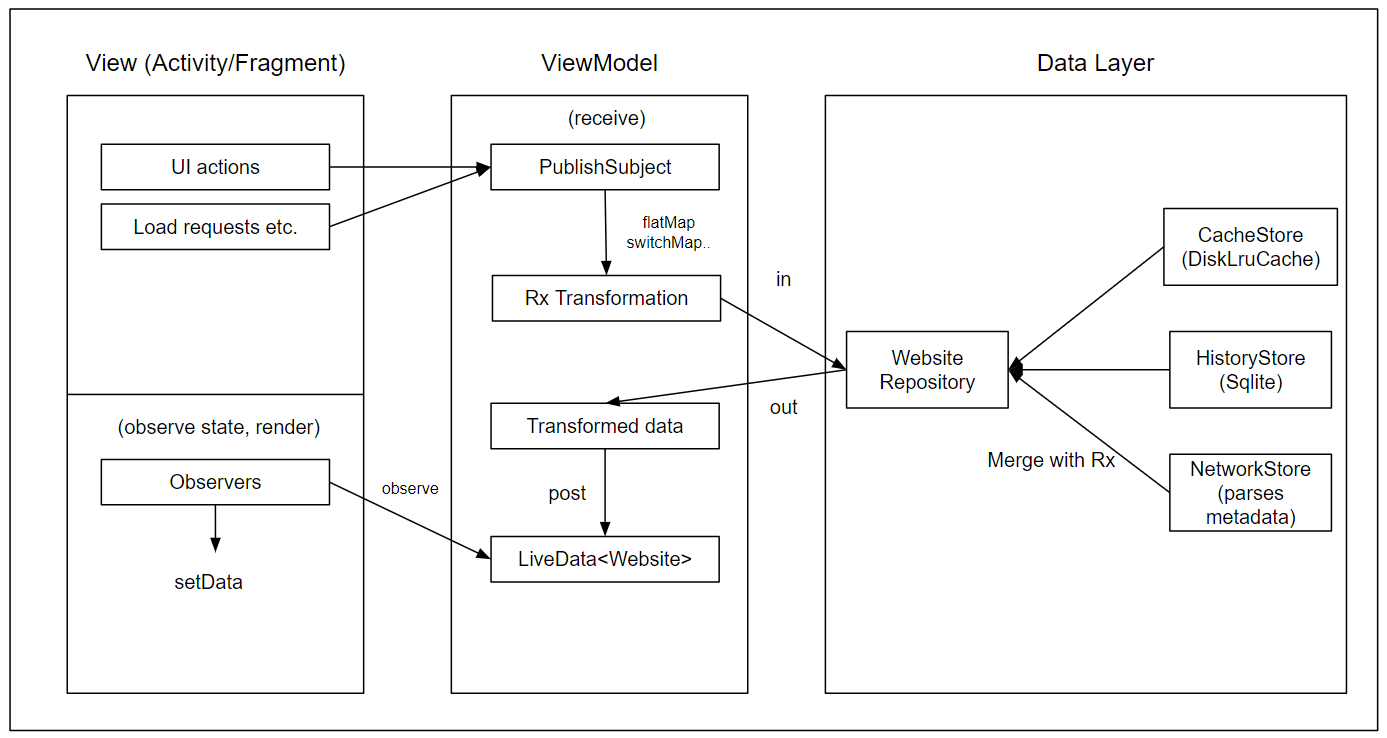 View (Activity/Fragment)
ViewModel
Data Layer
UI actions
Load requests etc.
(observe state, render)
Observers
setData
observe
(receive)
PublishSubject
flatMap
switchMap..
Rx Transformation
Transformed data
post
LiveData<Website>
in
out
Website
Repository
Merge with Rx
CacheStore
(DiskLruCache)
HistoryStore
(Sqlite)
NetworkStore
(parses
metadata)